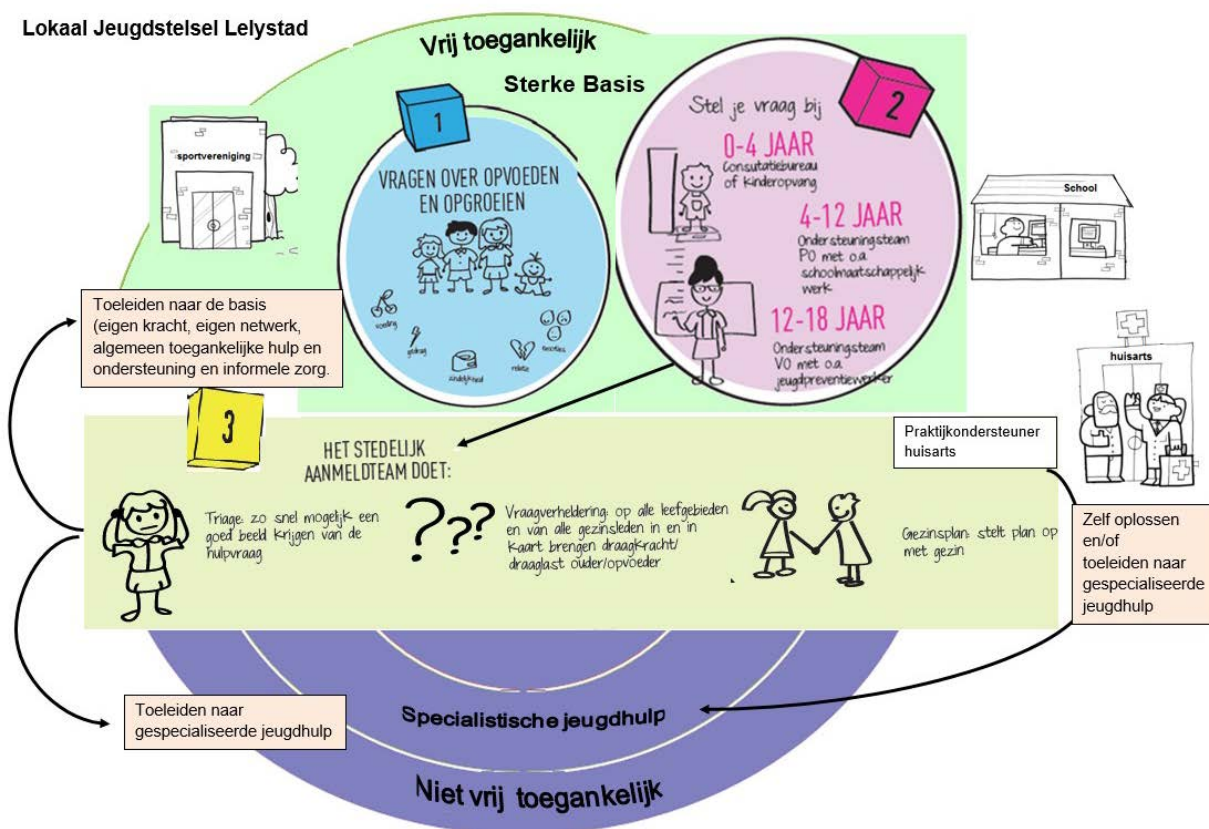 Lokaal Jeugdstelsel Lelystad
Vrij toegankelijk
Sterke Basis
sportvereniging
1
VRAGEN OVER OPVOEDEN
EN OPGROEIEN
voeding
gedrag
zindelijkheid
relatie
emoties
2
Stel je vraag bij
0-4 JAAR
Consutatiebureau
of kinderopvang
4-12 JAAR
Ondersteuningsteam
PO met o.a.
schoolmaatschappelijk
werk
12-18 JAAR
Ondersteuningsteam
VO met o.a.
jeugdpreventiewerker
School
huisarts
Toeleiden naar de basis
(eigen kracht, eigen netwerk,
algemeen toegankelijke hulp en
ondersteuning en informele zorg.
3
HET STEDELIJK
AANMELDTEAM DOET:
Triage: zo snel mogelijk een
goed beeld krijgen van de
hulpvraag
???
Vraagverheldering: op alle leefgebieden
en van alle gezinsleden in en in
kaart brengen draagkracht/
draaglast ouder/opvoeder
Gezinsplan: stelt plan op
met gezin
Praktijkondersteuner
huisarts
Zelf oplossen
en/of
toeleiden naar
gespecialiseerde
jeugdhulp
Toeleiden naar
gespecialiseerde jeugdhulp
Specialistische jeugdhulp
Niet vrij toegankelijk